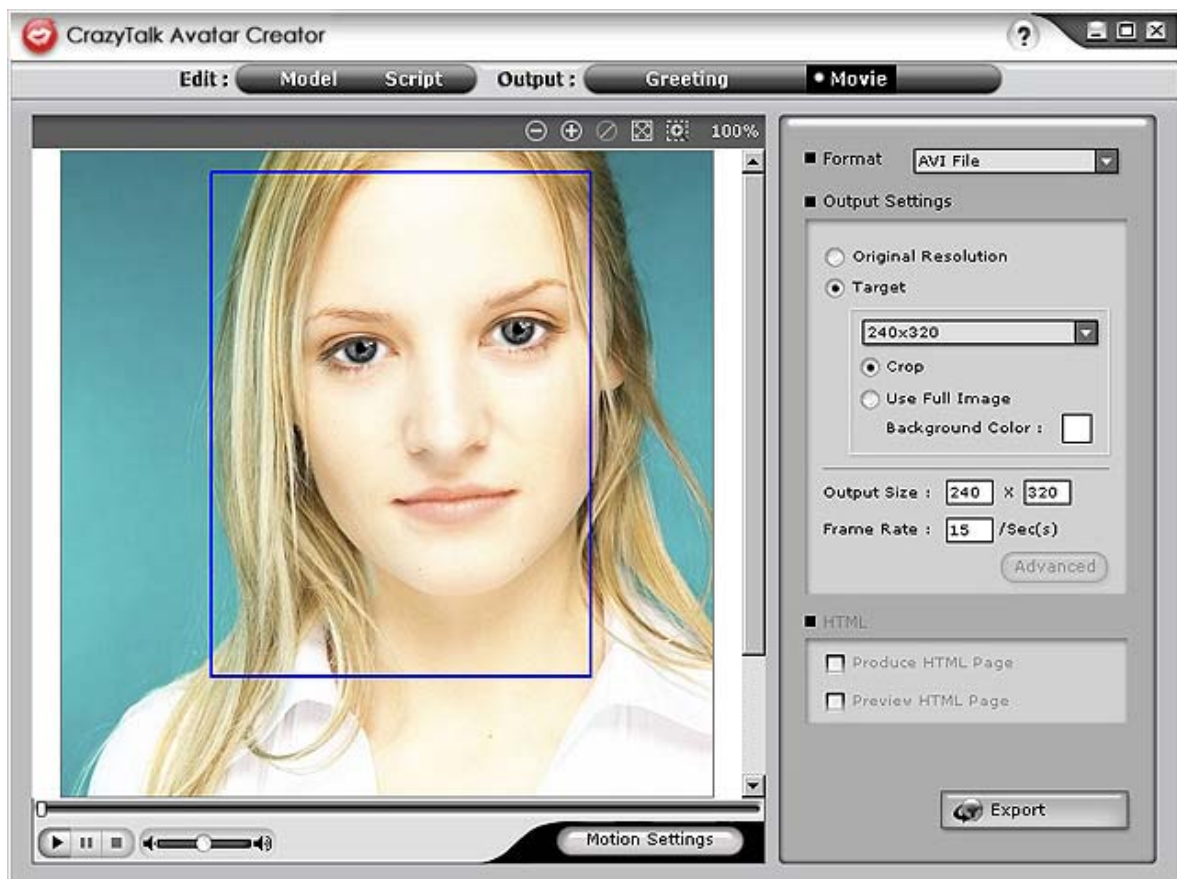 CrazyTalk Avatar Creator
?
Edit : Model Script Output : Greeting Movie
100%
Format AVI File
Output Settings
Original Resolution
Target
240x320
Crop
Use Full Image
Background Color :
Output Size : 240 X 320
Frame Rate : 15 /Sec(s)
Advanced
HTML
Produce HTML Page
Preview HTML Page
Export
Motion Settings